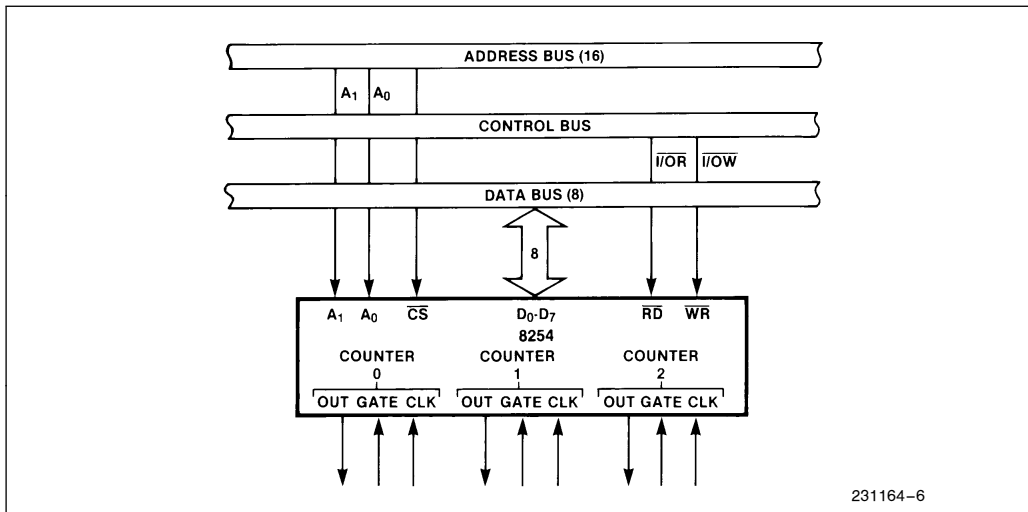 ADDRESS BUS (16)
A1 A0
CONTROL BUS
I/OR I/OW
DATA BUS (8)
8
A1 A0 CS D0-D7 RD WR
8254
COUNTER COUNTER COUNTER
0 1 2
OUT GATE CLK OUT GATE CLK OUT GATE CLK
231164–6